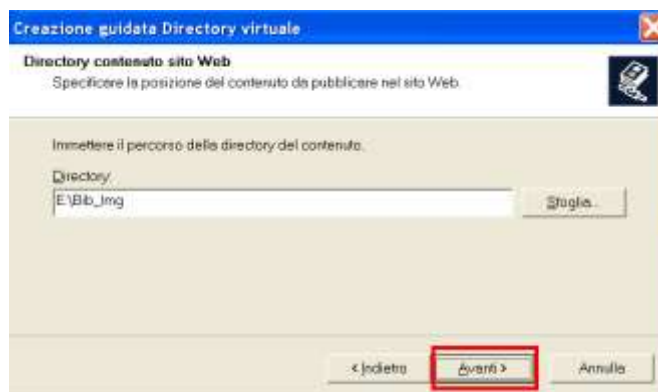 Creazione guidata Directory virtuale
Directory contenuto sito Web
Specificare la posizione del contenuto da pubblicare nel sito Web.
Immettere il percorso della directory del contenuto.
Directory
E:\Bib_Img
Sfoglia...
< Indietro
Avanti >
Annulla